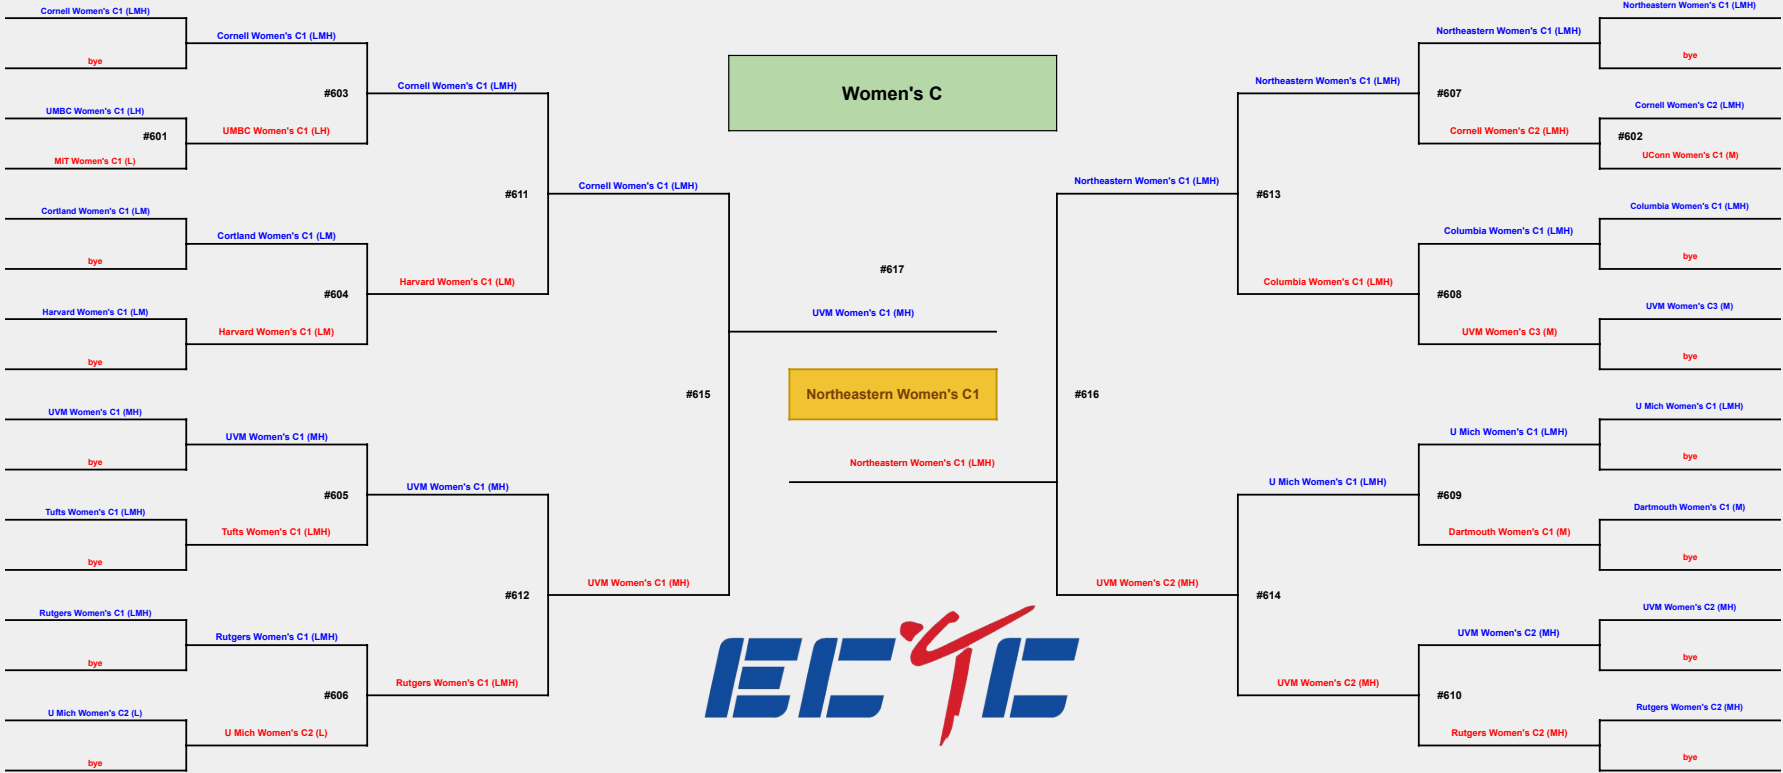 Cornell Women's C1 (LMH)
bye
UMBC Women's C1 (LH)
#601
MIT Women's C1 (L)
Cortland Women's C1 (LM)
bye
Harvard Women's C1 (LM)
bye
UVM Women's C1 (MH)
bye
Tufts Women's C1 (LMH)
bye
Rutgers Women's C1 (LMH)
bye
U Mich Women's C2 (L)
bye
Cornell Women's C1 (LMH)
#603
UMBC Women's C1 (LH)
Cortland Women's C1 (LM)
#604
Harvard Women's C1 (LM)
UVM Women's C1 (MH)
#605
Tufts Women's C1 (LMH)
Rutgers Women's C1 (LMH)
#606
U Mich Women's C2 (L)
Cornell Women's C1 (LMH)
#611
Harvard Women's C1 (LM)
UVM Women's C1 (MH)
#612
Rutgers Women's C1 (LMH)
Cornell Women's C1 (LMH)
#615
UVM Women's C1 (MH)
Women's C
#617
UVM Women's C1 (MH)
Northeastern Women's C1
Northeastern Women's C1 (LMH)
ECTC
Northeastern Women's C1 (LMH)
#616
UVM Women's C2 (MH)
Northeastern Women's C1 (LMH)
#613
Columbia Women's C1 (LMH)
U Mich Women's C1 (LMH)
#614
UVM Women's C2 (MH)
Northeastern Women's C1 (LMH)
#607
Cornell Women's C2 (LMH)
Columbia Women's C1 (LMH)
#608
UVM Women's C3 (M)
U Mich Women's C1 (LMH)
#609
Dartmouth Women's C1 (M)
UVM Women's C2 (MH)
#610
Rutgers Women's C2 (MH)
Northeastern Women's C1 (LMH)
bye
Cornell Women's C2 (LMH)
#602
UConn Women's C1 (M)
Columbia Women's C1 (LMH)
bye
UVM Women's C3 (M)
bye
U Mich Women's C1 (LMH)
bye
Dartmouth Women's C1 (M)
bye
UVM Women's C2 (MH)
bye
Rutgers Women's C2 (MH)
bye